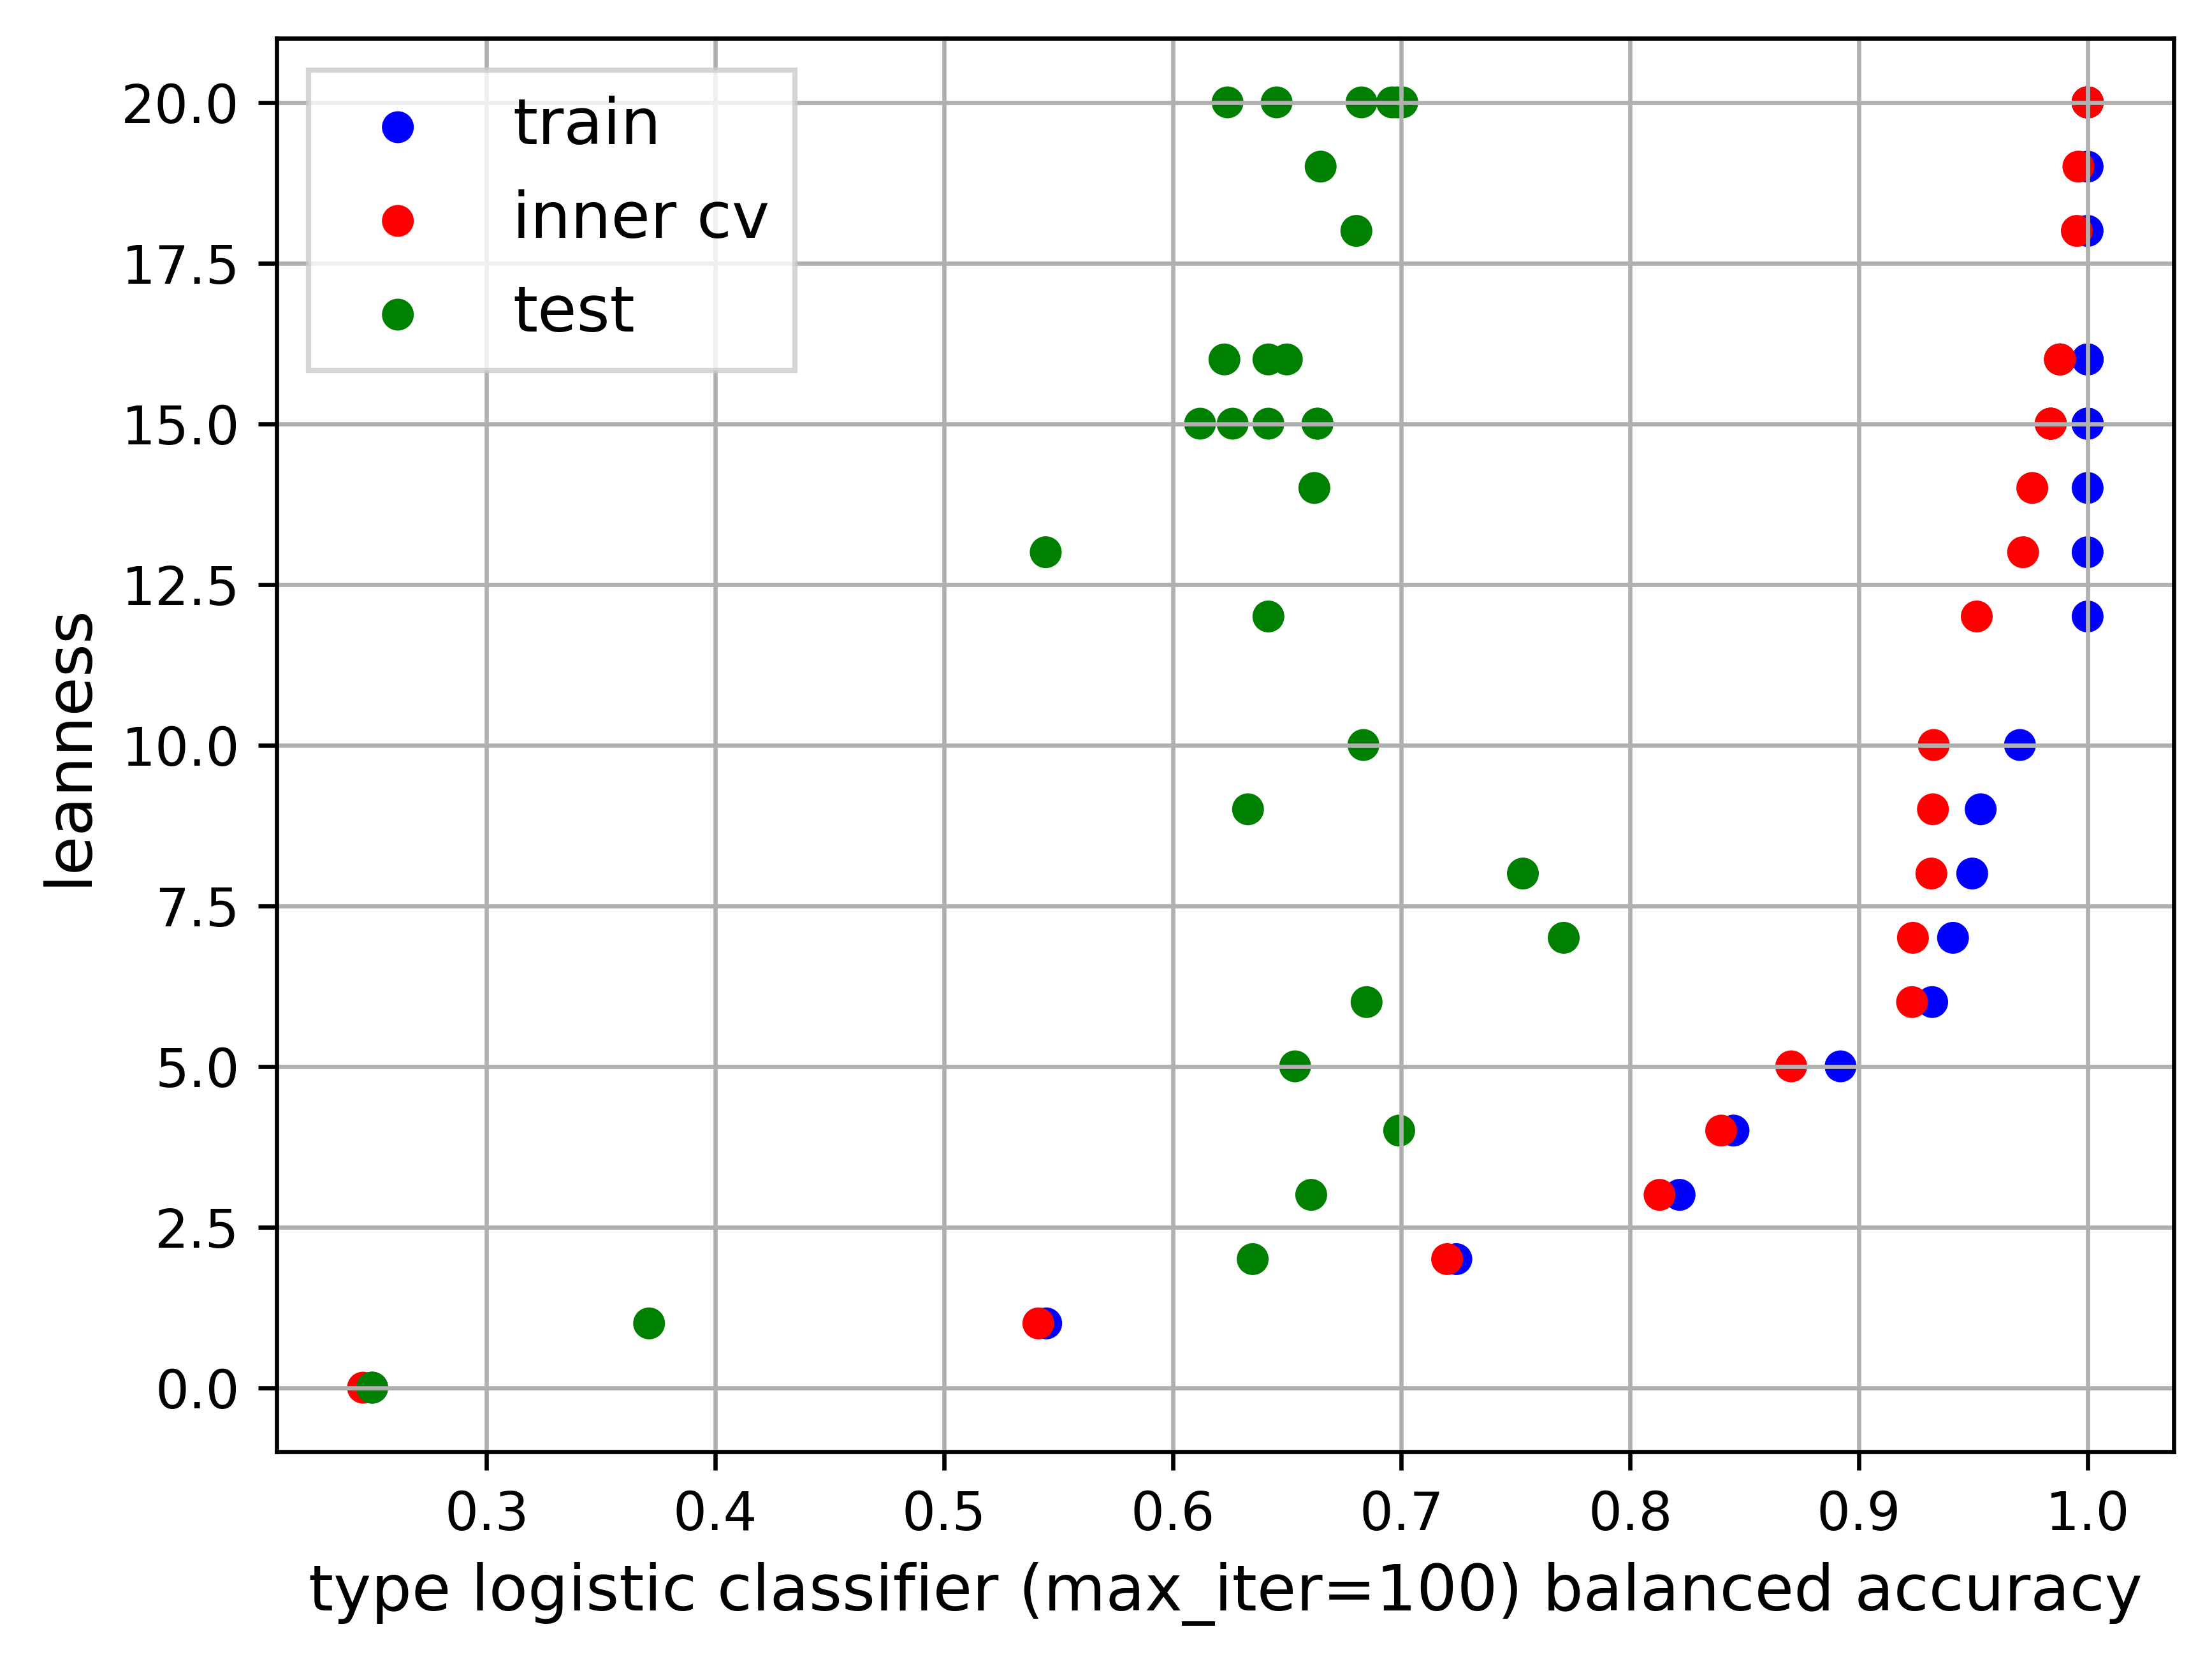 train
inner cv
test
20.0
17.5
15.0
12.5
10.0
7.5
5.0
2.5
0.0
leanness
0.3 0.4 0.5 0.6 0.7 0.8 0.9 1.0
type logistic classifier (max_iter=100) balanced accuracy